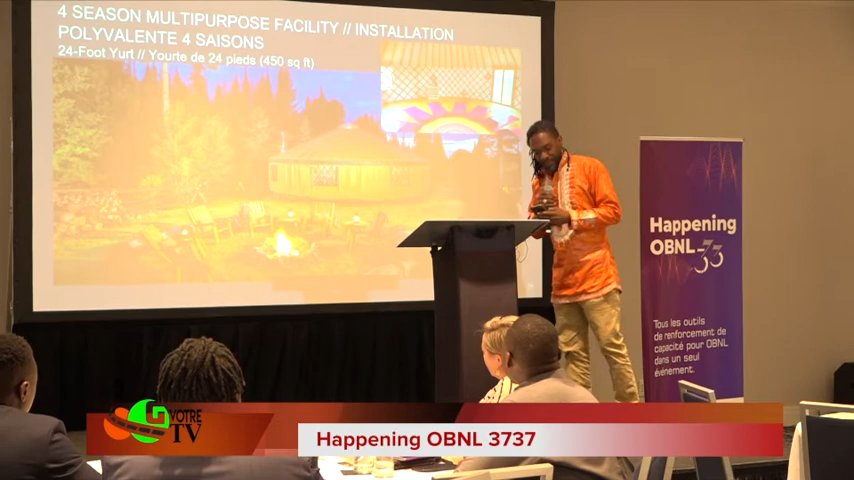 4 SEASON MULTIPURPOSE FACILITY // INSTALLATION
POLYVALENTE 4 SAISONS
24-Foot Yurt // Yourte de 24 pieds (450 sq ft)
Happening
OBNL-33
Tous les outils
de renforcement de
capacité pour OBNL
dans un seul
événement.
VOTRE
TV
Happening OBNL 3737